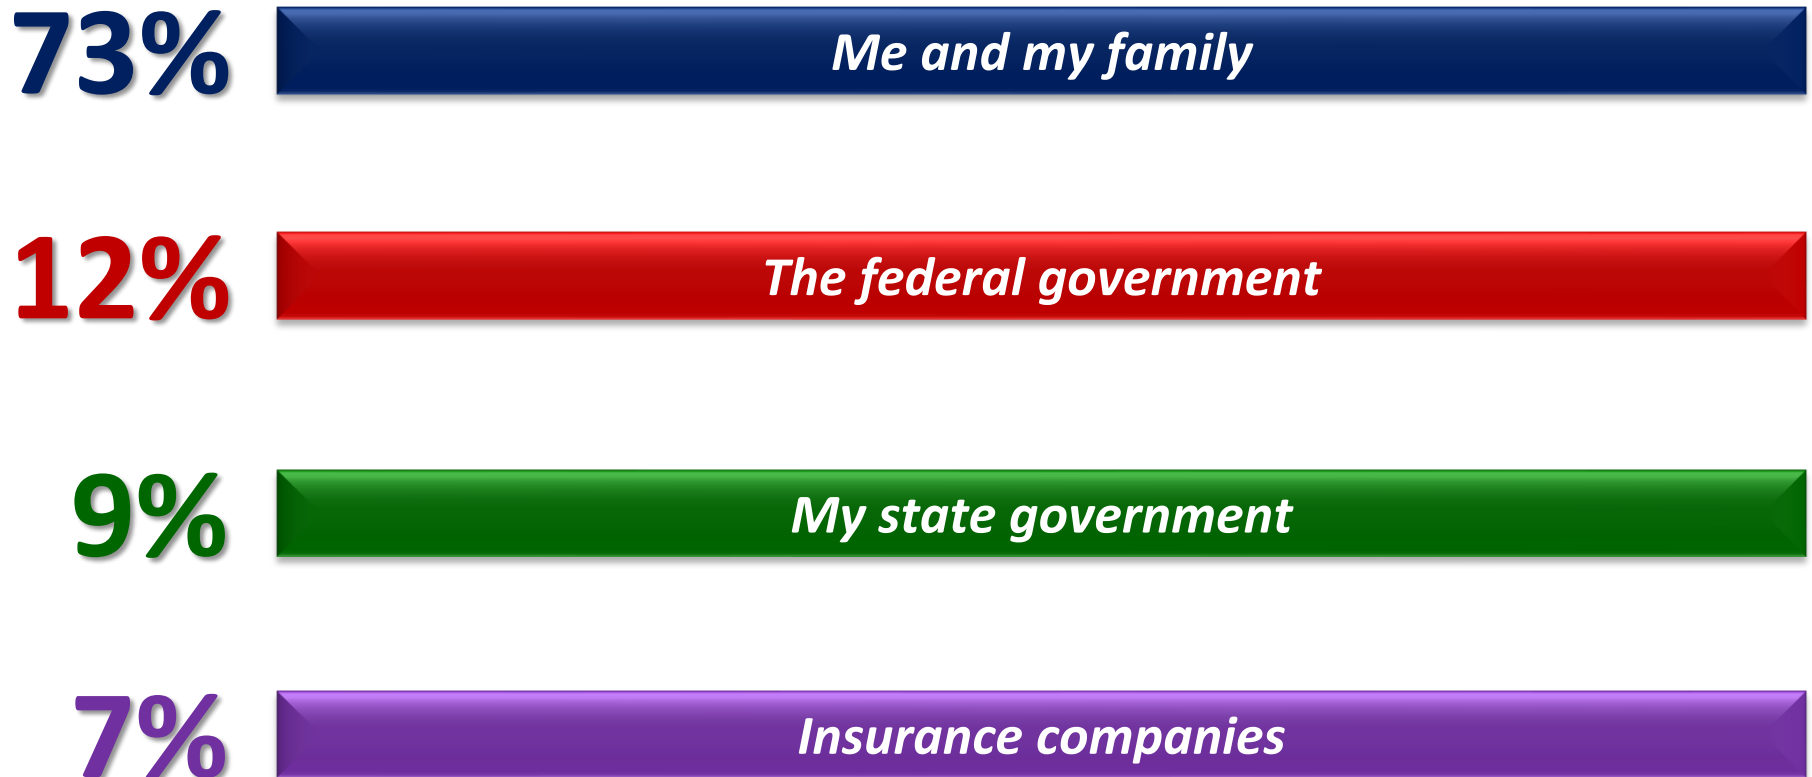 73% Me and my family
12% The federal government
9% My state government
7% Insurance companies